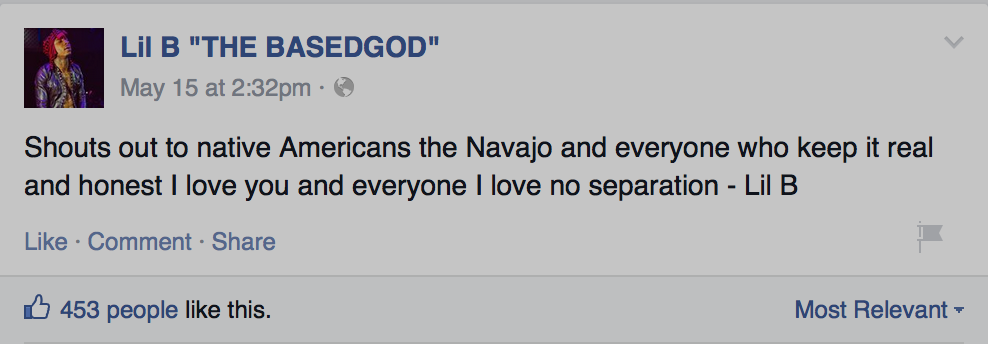 Lil B "THE BASEDGOD"
May 15 at 2:32pm ·
Shouts out to native Americans the Navajo and everyone who keep it real
and honest I love you and everyone I love no separation - Lil B
Like · Comment · Share
453 people like this.
Most Relevant